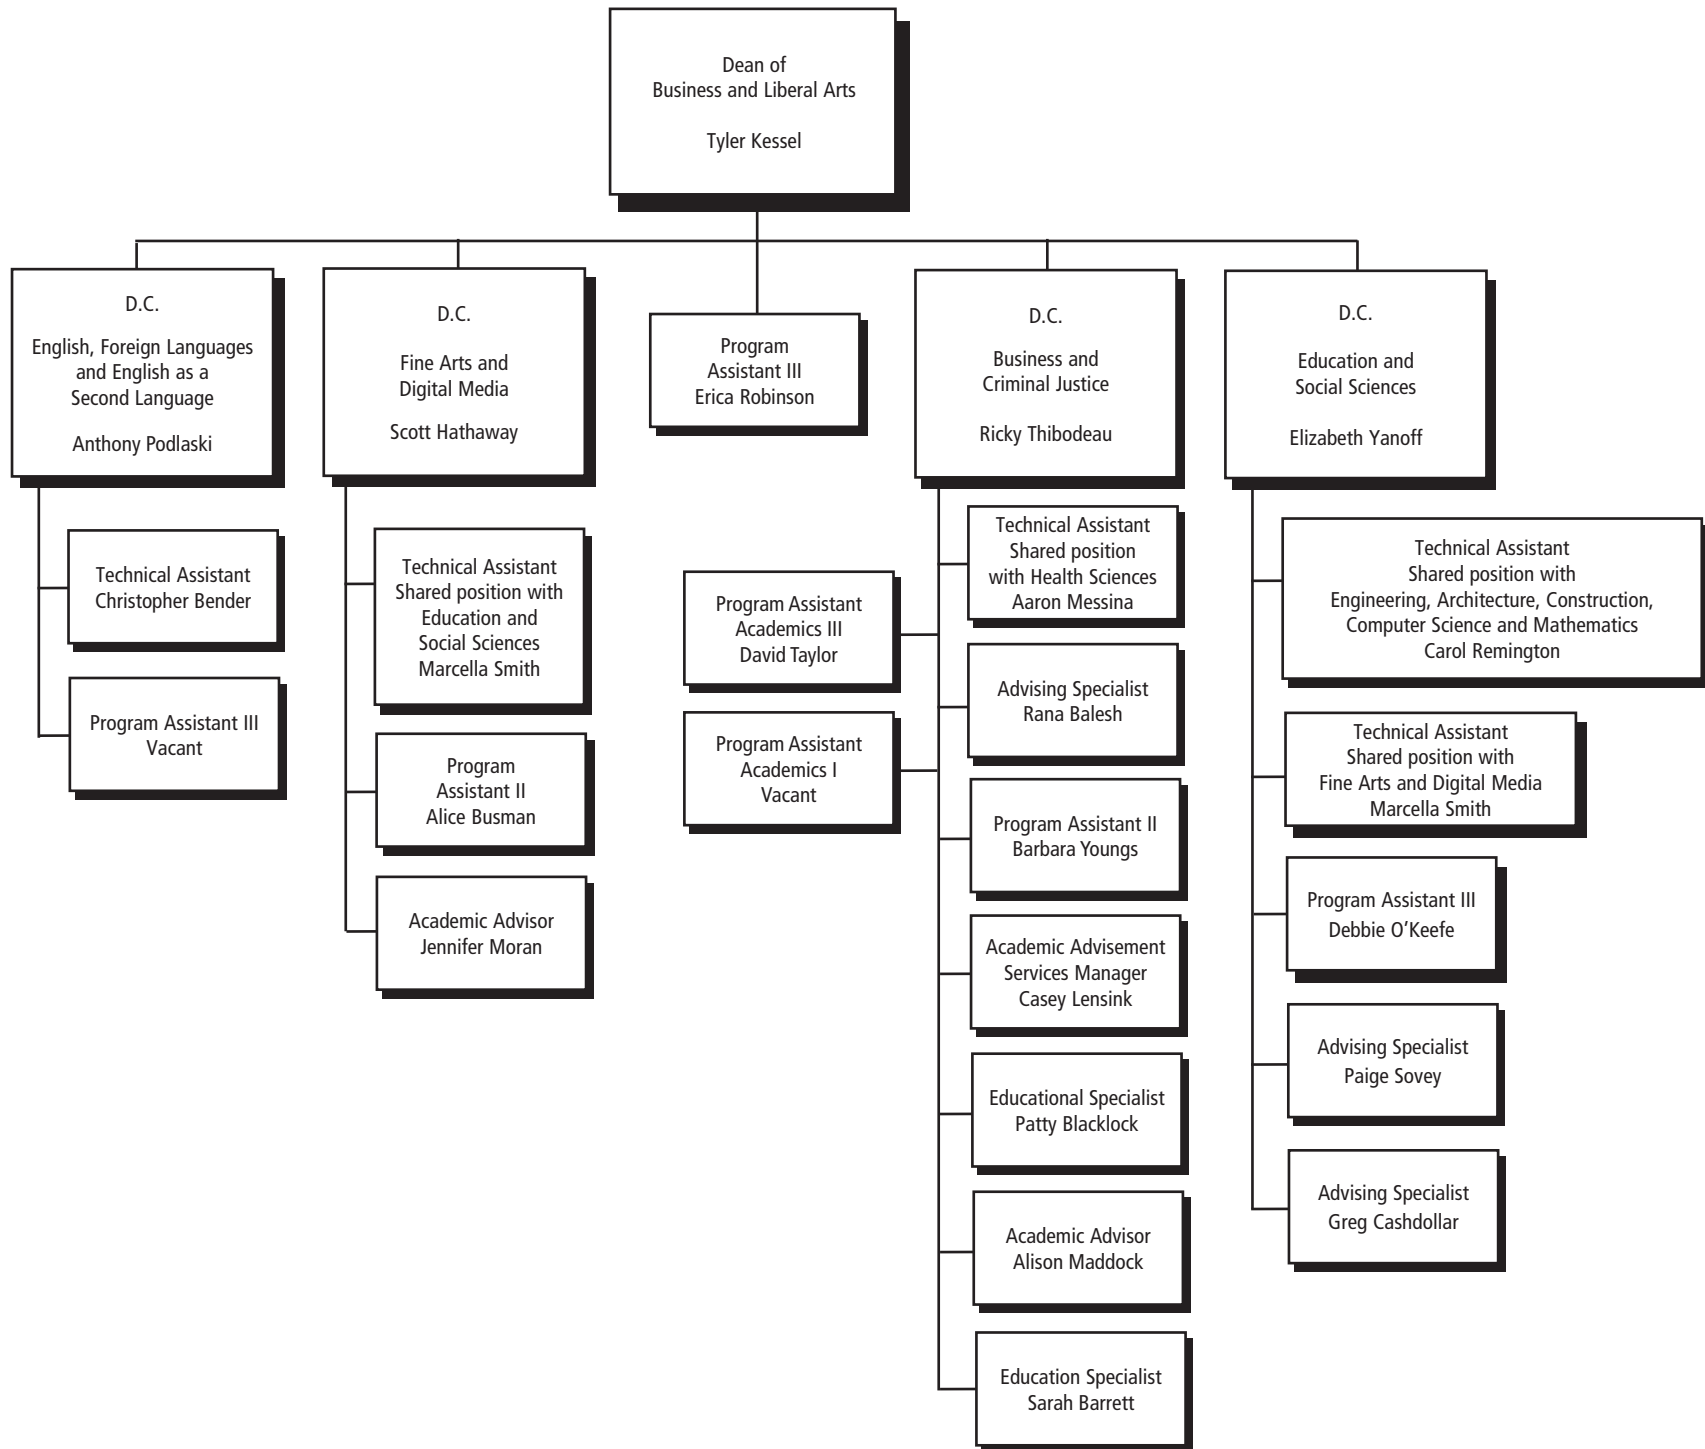 Dean of
Business and Liberal Arts
Tyler Kessel
D.C.
English, Foreign Languages
and English as a
Second Language
Anthony Podlaski
D.C.
Fine Arts and
Digital Media
Scott Hathaway
Program
Assistant III
Erica Robinson
D.C.
Business and
Criminal Justice
Ricky Thibodeau
D.C.
Education and
Social Sciences
Elizabeth Yanoff
Technical Assistant
Christopher Bender
Program Assistant III
Vacant
Technical Assistant
Shared position with
Education and
Social Sciences
Marcella Smith
Program
Assistant II
Alice Busman
Academic Advisor
Jennifer Moran
Program Assistant
Academics III
David Taylor
Program Assistant
Academics I
Vacant
Technical Assistant
Shared position
with Health Sciences
Aaron Messina
Advising Specialist
Rana Balesh
Program Assistant II
Barbara Youngs
Academic Advisement
Services Manager
Casey Lensink
Educational Specialist
Patty Blacklock
Academic Advisor
Alison Maddock
Education Specialist
Sarah Barrett
Technical Assistant
Shared position with
Engineering, Architecture, Construction,
Computer Science and Mathematics
Carol Remington
Technical Assistant
Shared position with
Fine Arts and Digital Media
Marcella Smith
Program Assistant III
Debbie O’Keefe
Advising Specialist
Paige Sovey
Advising Specialist
Greg Cashdollar